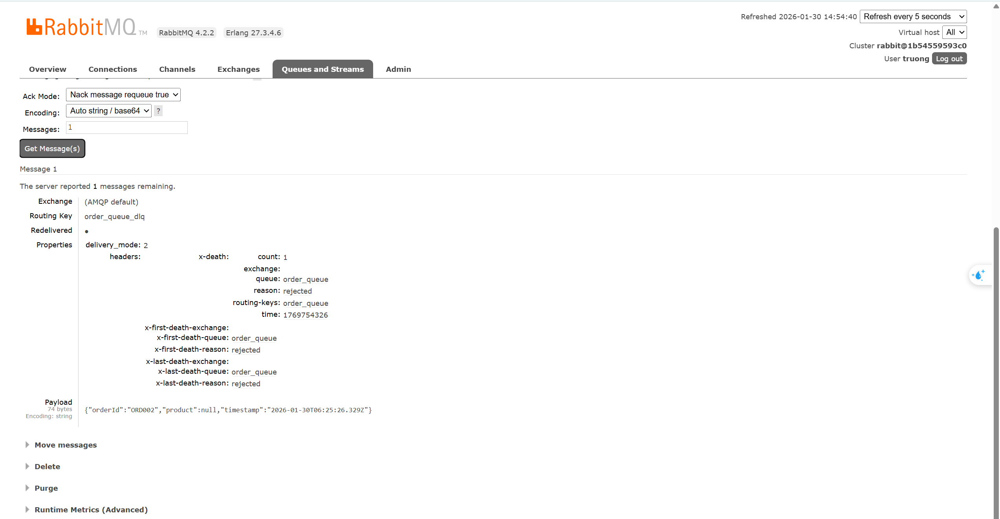 Refreshed 2026-01-30 14:54:40 Refresh every 5 seconds
RabbitMQ TM RabbitMQ 4.2.2 Erlang 27.3.4.6
Virtual host All
Cluster rabbit@1b54559593c0
User truong Log out
Overview Connections Channels Exchanges Queues and Streams Admin
Ack Mode: Nack message requeue true
Encoding: Auto string / base64 ?
Messages: 1
Get Message(s)
Message 1
The server reported 1 messages remaining.
Exchange (AMQP default)
Routing Key order_queue_dlq
Redelivered ●
Properties delivery_mode: 2
headers: x-death: count: 1
exchange:
queue: order_queue
reason: rejected
routing-keys: order_queue
time: 1769754326
x-first-death-exchange:
x-first-death-queue: order_queue
x-first-death-reason: rejected
x-last-death-exchange:
x-last-death-queue: order_queue
x-last-death-reason: rejected
Payload
74 bytes
Encoding: string
{"orderId":"ORD002","product":null,"timestamp":"2026-01-30T06:25:26.329Z"}
Move messages
Delete
Purge
Runtime Metrics (Advanced)